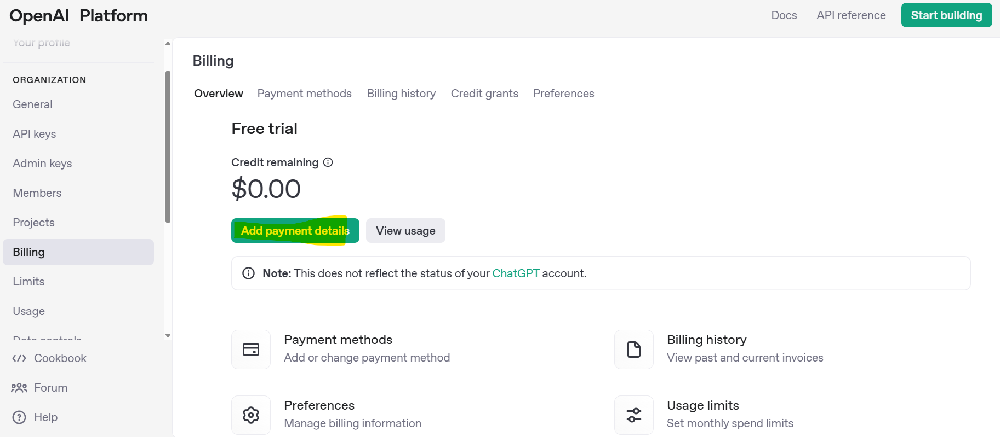 OpenAI Platform
Docs
API reference
Start building
Your profile
ORGANIZATION
General
API keys
Admin keys
Members
Projects
Billing
Limits
Usage
Data controls
Cookbook
Forum
Help
Billing
Overview
Payment methods
Billing history
Credit grants
Preferences
Free trial
Credit remaining
$0.00
Add payment details
View usage
Note: This does not reflect the status of your ChatGPT account.
Payment methods
Add or change payment method
Billing history
View past and current invoices
Preferences
Manage billing information
Usage limits
Set monthly spend limits